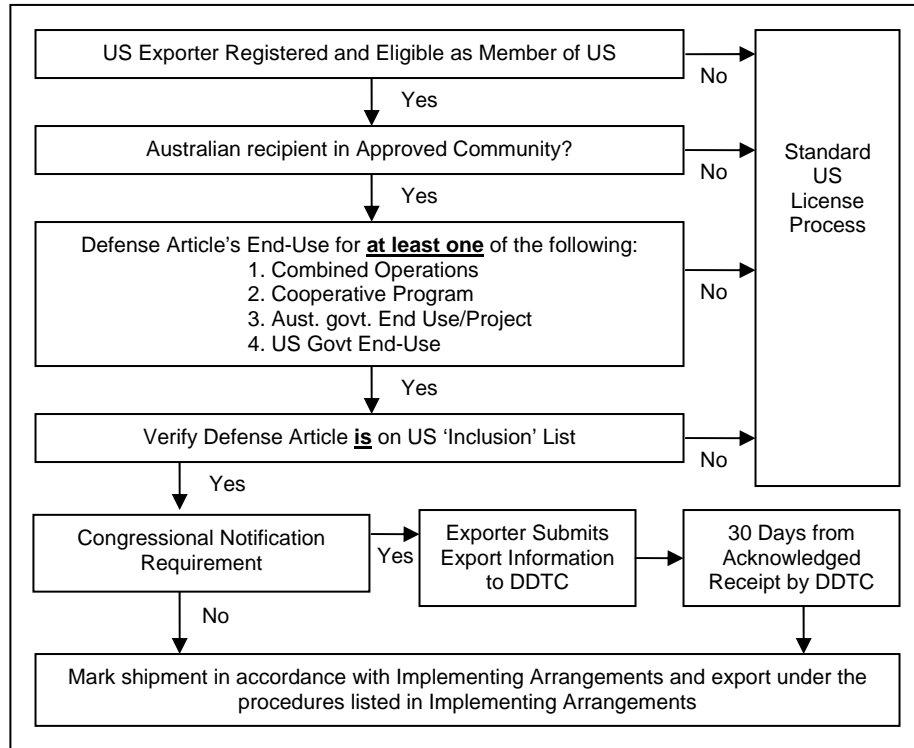 US Exporter Registered and Eligible as Member of US
No
Yes
Australian recipient in Approved Community?
No
Yes
Standard
US
License
Process
Defense Article's End-Use for at least one of the following:
1. Combined Operations
2. Cooperative Program
3. Aust. govt. End Use/Project
4. US Govt End-Use
No
Yes
Verify Defense Article is on US 'Inclusion' List
No
Yes
Congressional Notification
Requirement
Yes
Exporter Submits
Export Information
to DDTC
30 Days from
Acknowledged
Receipt by DDTC
No
Mark shipment in accordance with Implementing Arrangements and export under the
procedures listed in Implementing Arrangements